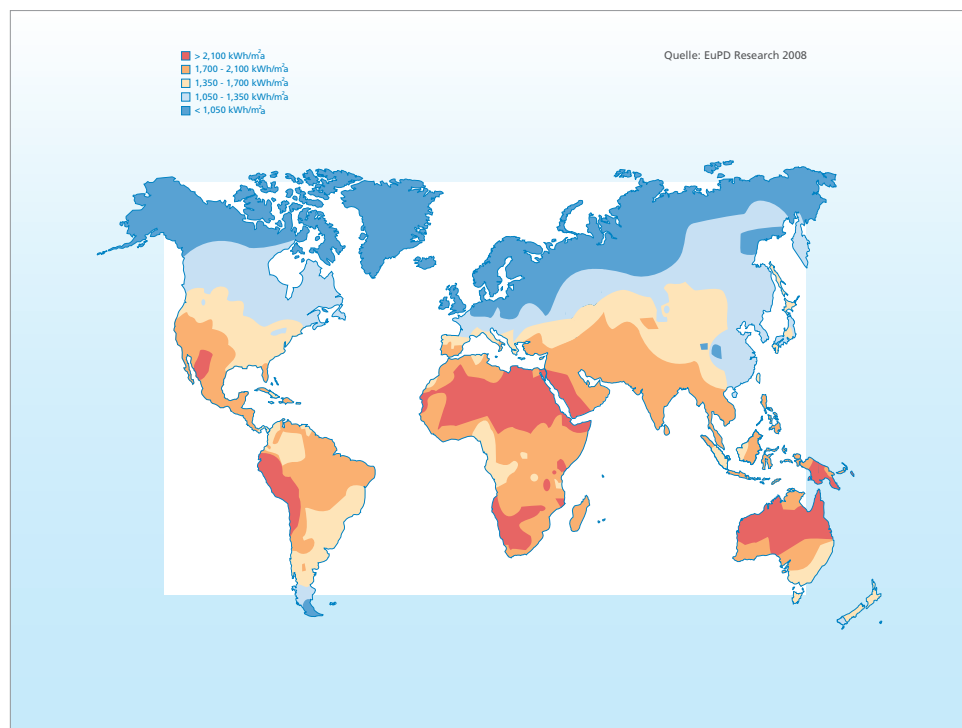 > 2,100 kWh/m²a
Quelle: EuPD Research 2008
1,700 - 2,100 kWh/m²a
1,350 - 1,700 kWh/m²a
1,050 - 1,350 kWh/m²a
< 1,050 kWh/m²a